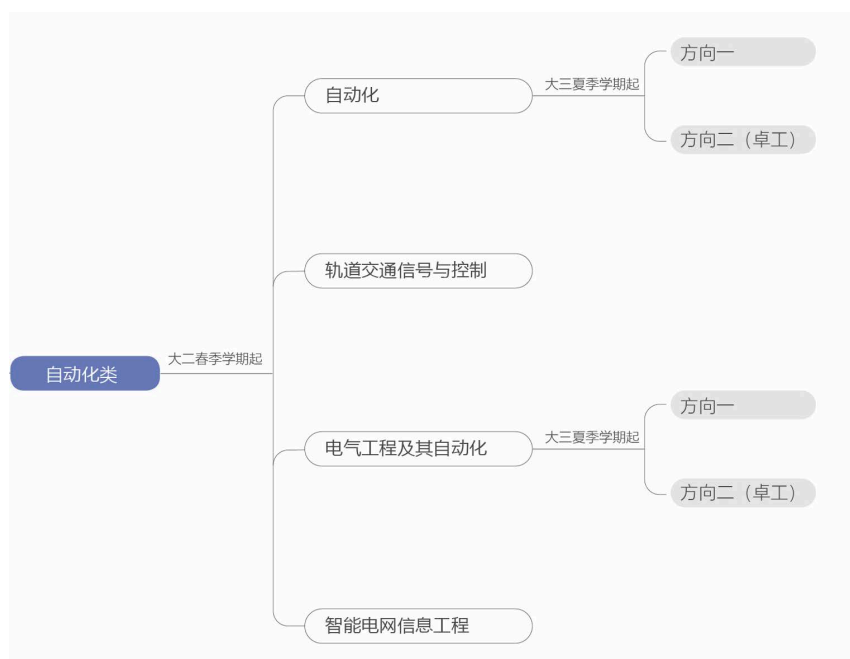 自动化类
大二春季学期起
自动化
大三夏季学期起
方向一
方向二（卓工）
轨道交通信号与控制
电气工程及其自动化
大三夏季学期起
方向一
方向二（卓工）
智能电网信息工程